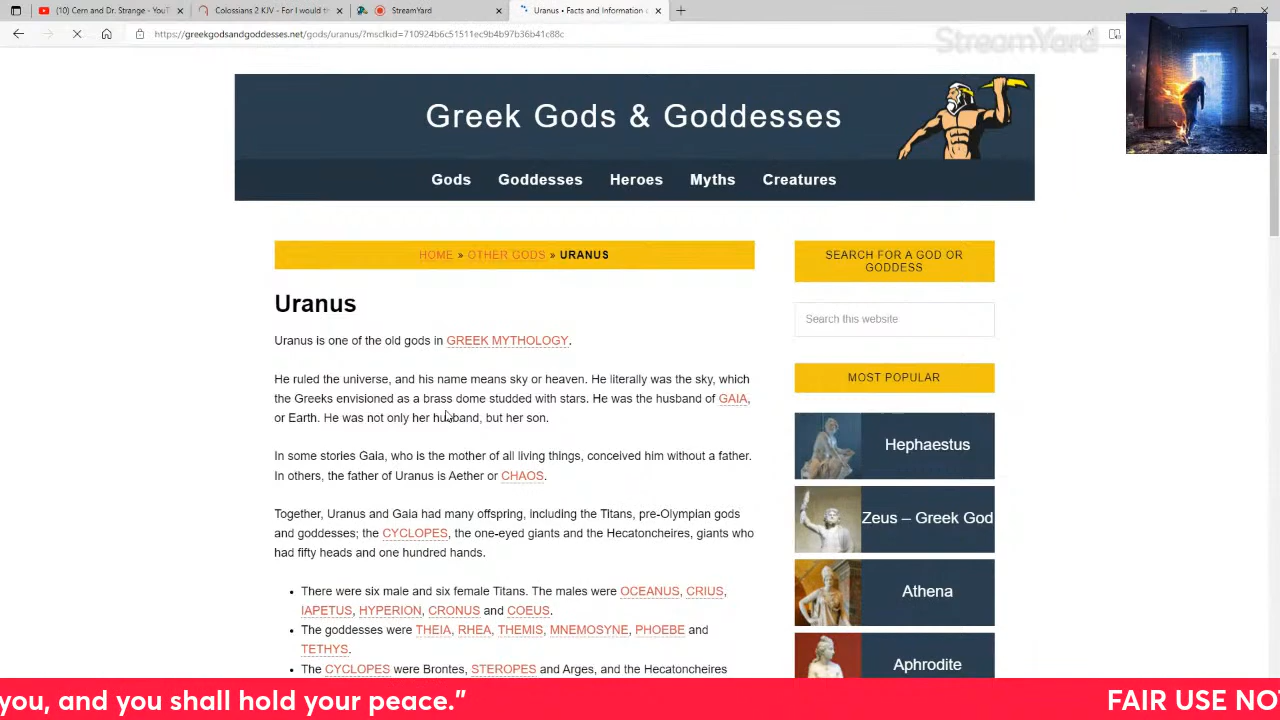 (10) Cern and Dr. Strange - YouTu
Colossians 2 KJV - For I would th
StreamYard
Uranus • Facts and Information o
https://greekgodsandgoddesses.net/gods/uranus/?msclkid=710924b6c51511ec9b4b97b36b41c88c
StreamYard
Greek Gods & Goddesses
Gods Goddesses Heroes Myths Creatures
HOME » OTHER GODS » URANUS
Uranus
Uranus is one of the old gods in GREEK MYTHOLOGY.
He ruled the universe, and his name means sky or heaven. He literally was the sky, which
the Greeks envisioned as a brass dome studded with stars. He was the husband of GAIA,
or Earth. He was not only her husband, but her son.
In some stories Gaia, who is the mother of all living things, conceived him without a father.
In others, the father of Uranus is Aether or CHAOS.
Together, Uranus and Gaia had many offspring, including the Titans, pre-Olympian gods
and goddesses; the CYCLOPES, the one-eyed giants and the Hecatoncheires, giants who
had fifty heads and one hundred hands.
• There were six male and six female Titans. The males were OCEANUS, CRIUS,
IAPETUS, HYPERION, CRONUS and COEUS.
• The goddesses were THEIA, RHEA, THEMIS, MNEMOSYNE, PHOEBE and
TETHYS.
• The CYCLOPES were Brontes, STEROPES and Arges, and the Hecatoncheires
SEARCH FOR A GOD OR
GODDESS
Search this website
MOST POPULAR
Hephaestus
Zeus – Greek God
Athena
Aphrodite
you, and you shall hold your peace.”
FAIR USE NO